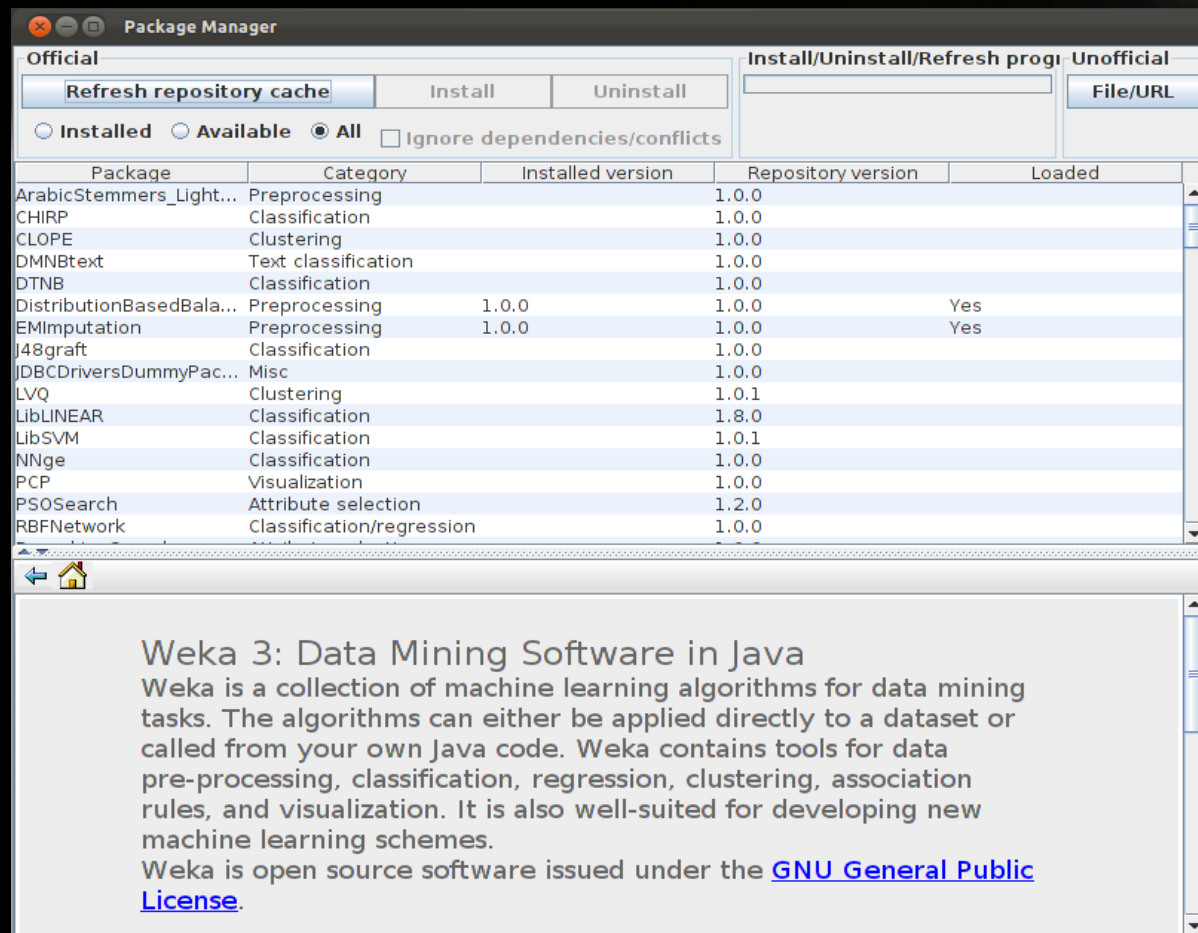 Package Manager
Official
Install/Uninstall/Refresh progr
Unofficial
Refresh repository cache Install Uninstall
File/URL
Installed Available All Ignore dependencies/conflicts
Package Category Installed version Repository version Loaded
ArabicStemmers_Light... Preprocessing 1.0.0
CHIRP Classification 1.0.0
CLOPE Clustering 1.0.0
DMNBtext Text classification 1.0.0
DTNB Classification 1.0.0
DistributionBasedBala... Preprocessing 1.0.0 1.0.0 Yes
EMImputation Preprocessing 1.0.0 1.0.0 Yes
J48graft Classification 1.0.0
JDBCDriversDummyPac... Misc 1.0.0
LVQ Clustering 1.0.1
LibLINEAR Classification 1.8.0
LibSVM Classification 1.0.1
NNge Classification 1.0.0
PCP Visualization 1.0.0
PSOSearch Attribute selection 1.2.0
RBFNetwork Classification/regression 1.0.0
Weka 3: Data Mining Software in Java
Weka is a collection of machine learning algorithms for data mining
tasks. The algorithms can either be applied directly to a dataset or
called from your own Java code. Weka contains tools for data
pre-processing, classification, regression, clustering, association
rules, and visualization. It is also well-suited for developing new
machine learning schemes.
Weka is open source software issued under the GNU General Public
License.